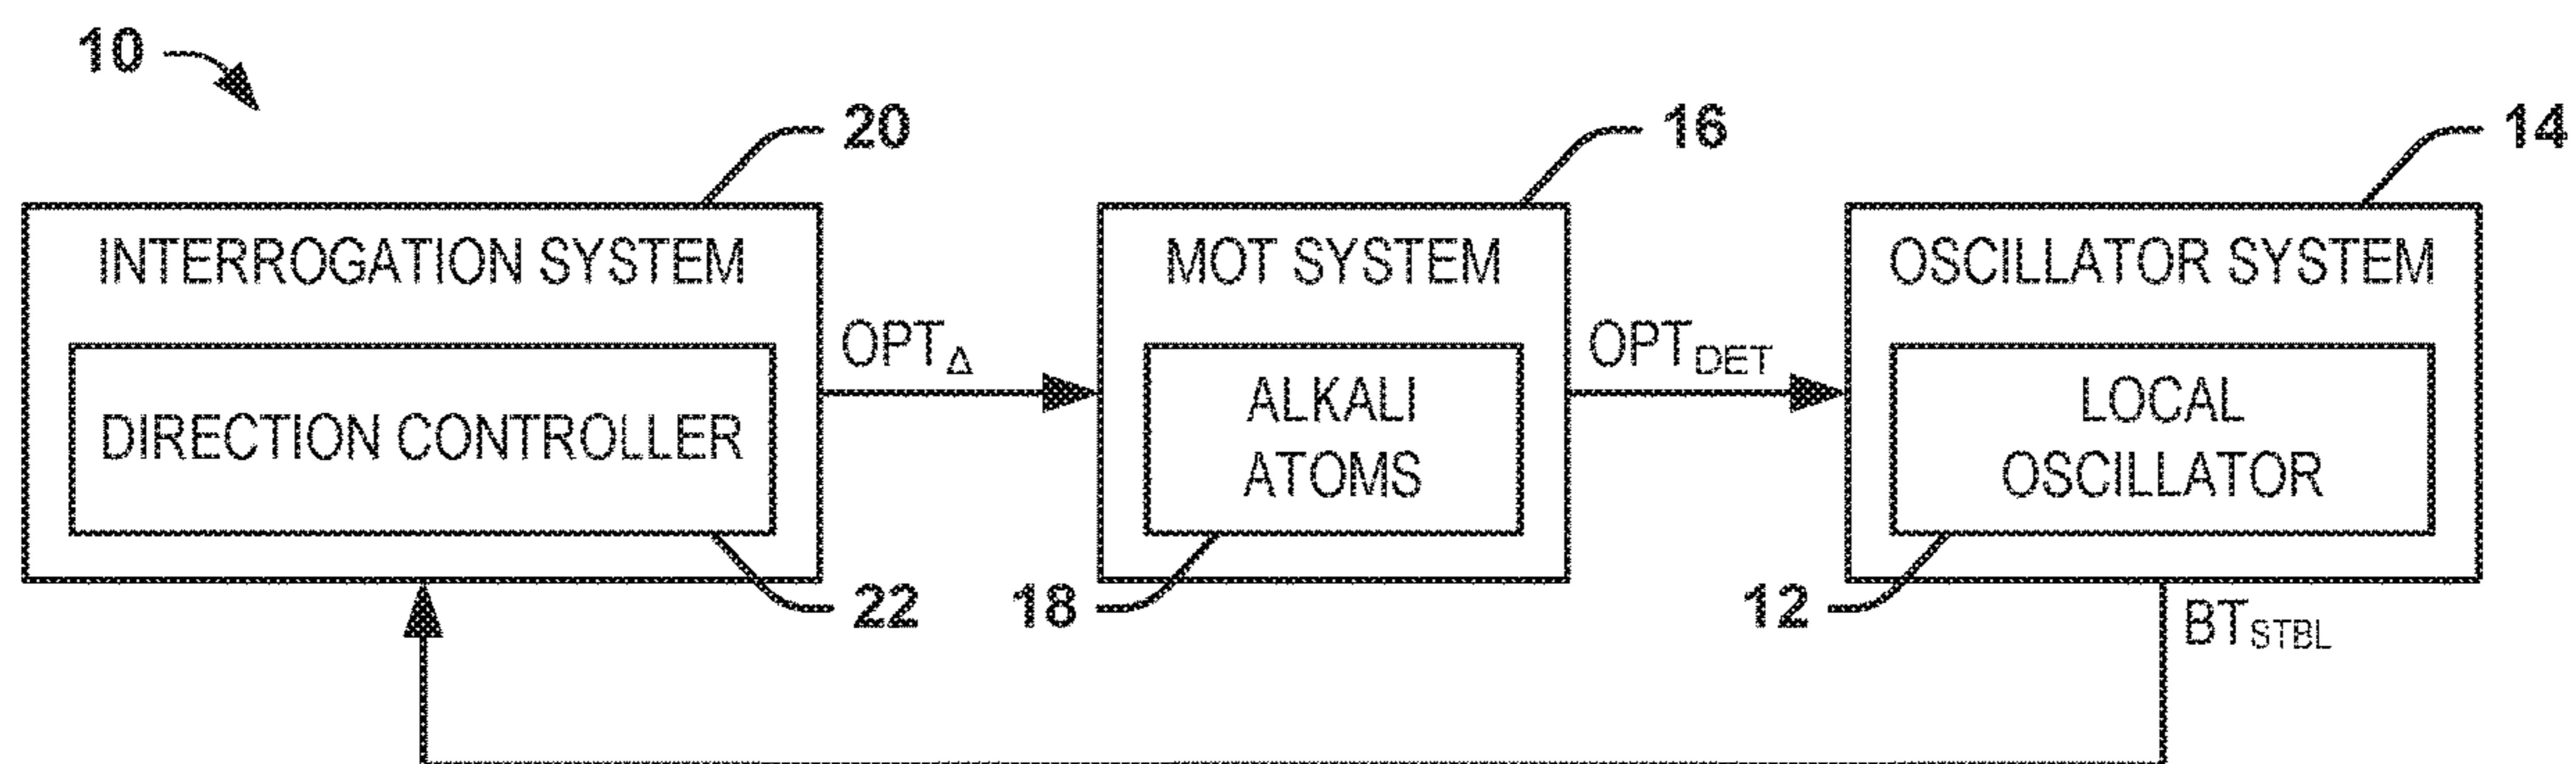 10
20
16
14
INTERROGATION SYSTEM
MOT SYSTEM
OSCILLATOR SYSTEM
OPTΔ
OPTDET
DIRECTION CONTROLLER
ALKALI
ATOMS
LOCAL
OSCILLATOR
22
18
12
BTSTBL